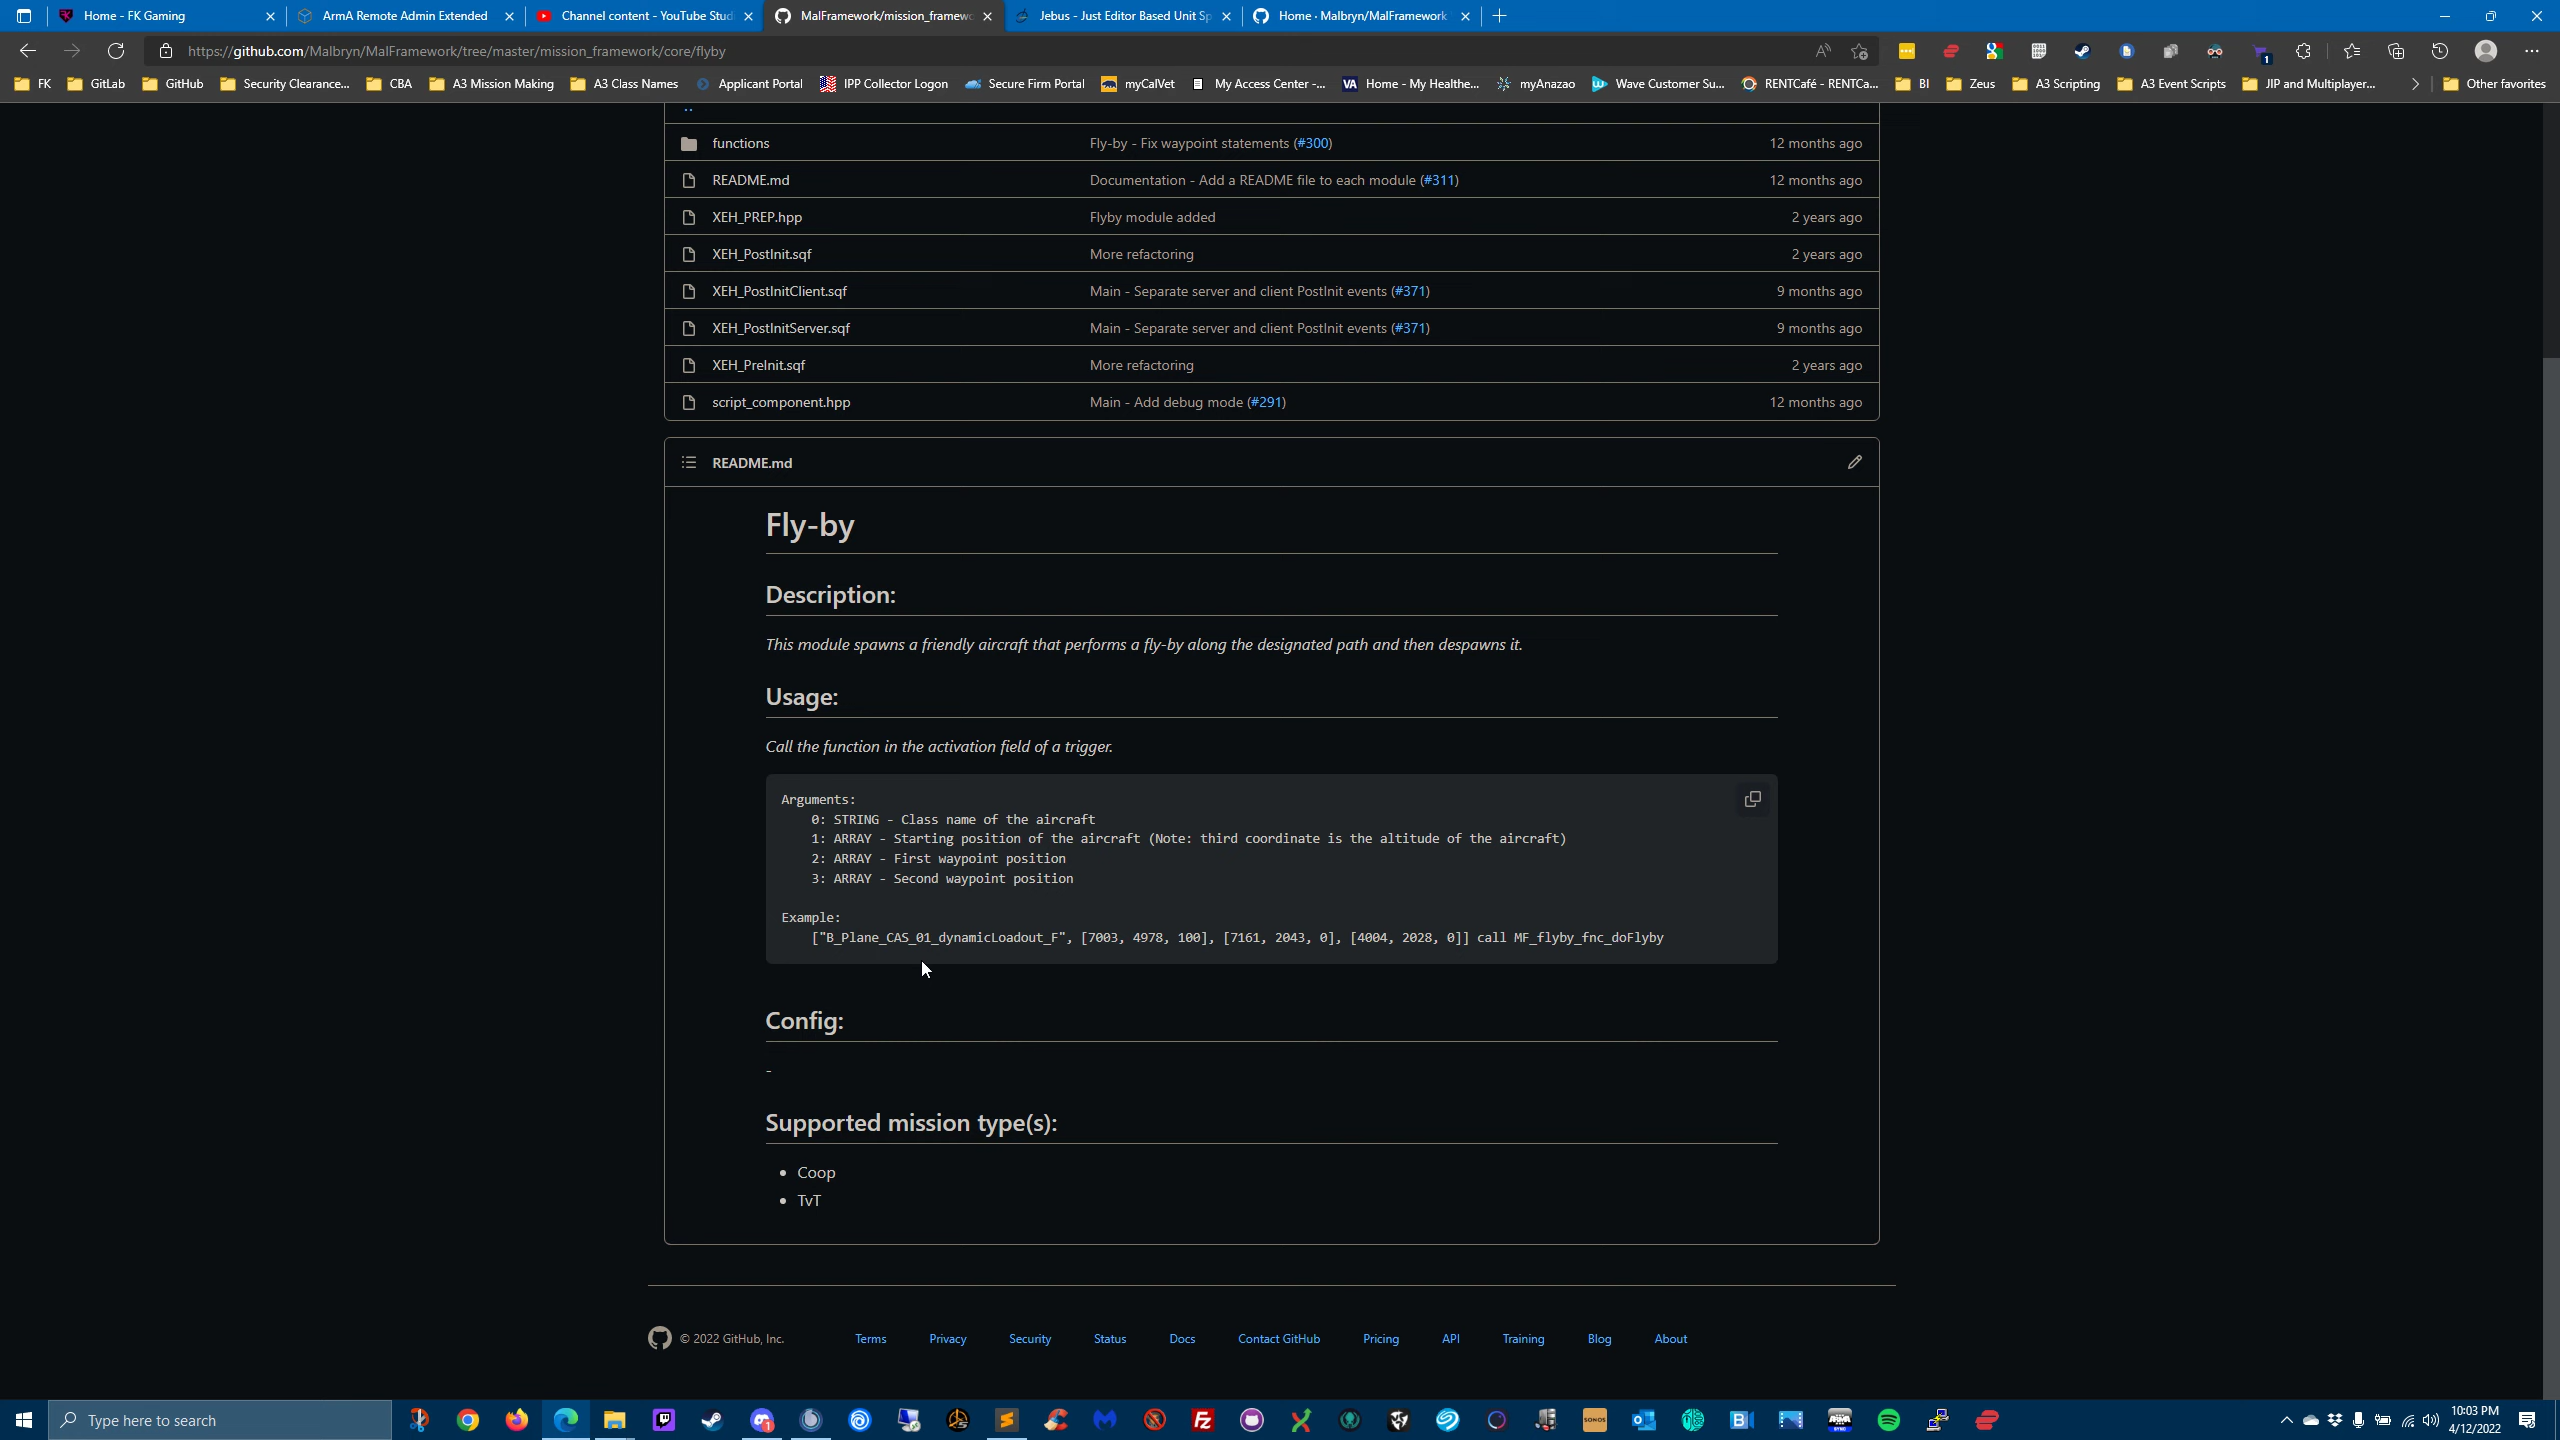 Home - FK Gaming
ArmA Remote Admin Extended
Channel content - YouTube Stud
MalFramework/mission_framewo
Jebus - Just Editor Based Unit Sp
Home · Malbryn/MalFramework
https://github.com/Malbryn/MalFramework/tree/master/mission_framework/core/flyby
FK
GitLab
GitHub
Security Clearance...
CBA
A3 Mission Making
A3 Class Names
Applicant Portal
IPP Collector Logon
Secure Firm Portal
myCalVet
My Access Center -...
VA Home - My Healthe...
myAnazao
Wave Customer Su...
RENTCafé - RENTCa...
BI
Zeus
A3 Scripting
A3 Event Scripts
JIP and Multiplayer...
Other favorites
..
functions Fly-by - Fix waypoint statements (#300) 12 months ago
README.md Documentation - Add a README file to each module (#311) 12 months ago
XEH_PREP.hpp Flyby module added 2 years ago
XEH_PostInit.sqf More refactoring 2 years ago
XEH_PostInitClient.sqf Main - Separate server and client PostInit events (#371) 9 months ago
XEH_PostInitServer.sqf Main - Separate server and client PostInit events (#371) 9 months ago
XEH_PreInit.sqf More refactoring 2 years ago
script_component.hpp Main - Add debug mode (#291) 12 months ago
README.md
Fly-by
Description:
This module spawns a friendly aircraft that performs a fly-by along the designated path and then despawns it.
Usage:
Call the function in the activation field of a trigger.
Arguments:
0: STRING - Class name of the aircraft
1: ARRAY - Starting position of the aircraft (Note: third coordinate is the altitude of the aircraft)
2: ARRAY - First waypoint position
3: ARRAY - Second waypoint position
Example:
["B_Plane_CAS_01_dynamicLoadout_F", [7003, 4978, 100], [7161, 2043, 0], [4004, 2028, 0]] call MF_flyby_fnc_doFlyby
Config:
-
Supported mission type(s):
• Coop
• TvT
© 2022 GitHub, Inc. Terms Privacy Security Status Docs Contact GitHub Pricing API Training Blog About
Type here to search
SONOS
10:03 PM
4/12/2022